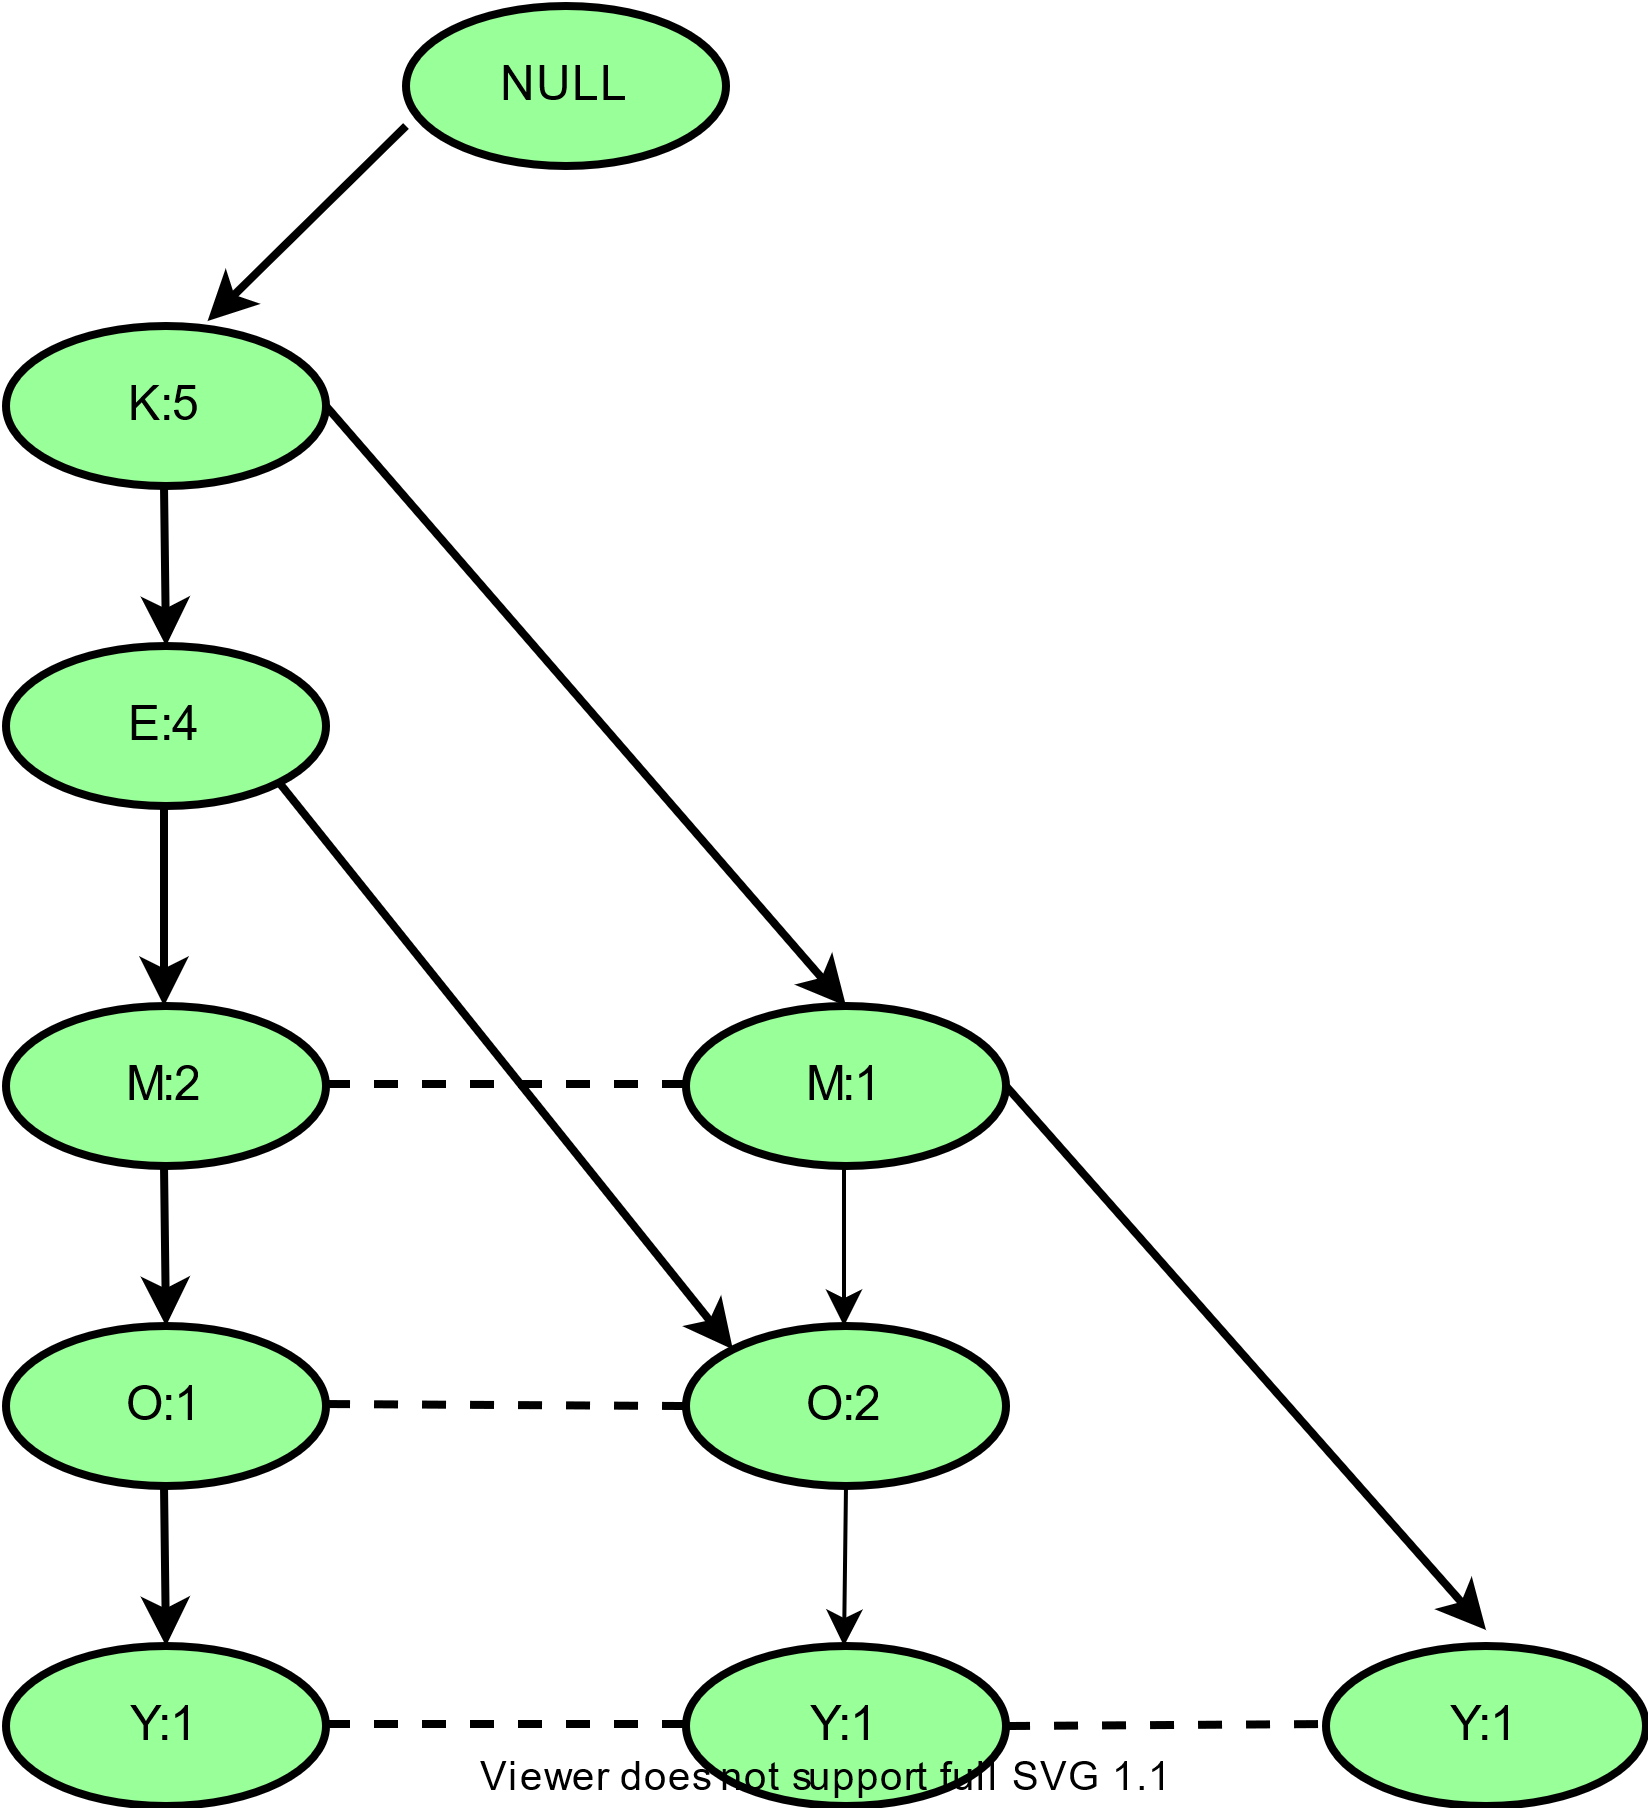 NULL
K:5
E:4
M:2
M:1
O:1
O:2
Y:1
Y:1
Y:1
Viewer does not support full SVG 1.1